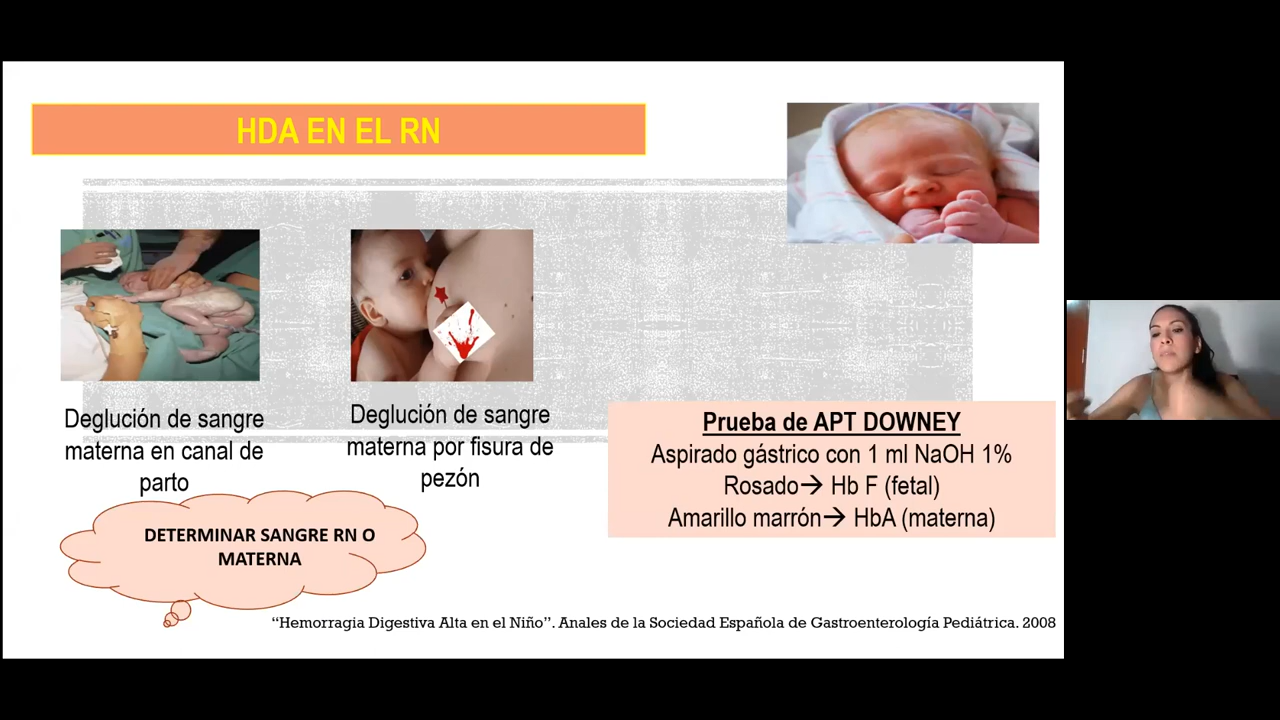 HDA EN EL RN
Deglución de sangre
materna en canal de
parto
Deglución de sangre
materna por fisura de
pezón
Prueba de APT DOWNEY
Aspirado gástrico con 1 ml NaOH 1%
Rosado→ Hb F (fetal)
Amarillo marrón→ HbA (materna)
DETERMINAR SANGRE RN O
MATERNA
“Hemorragia Digestiva Alta en el Niño”. Anales de la Sociedad Española de Gastroenterología Pediátrica. 2008